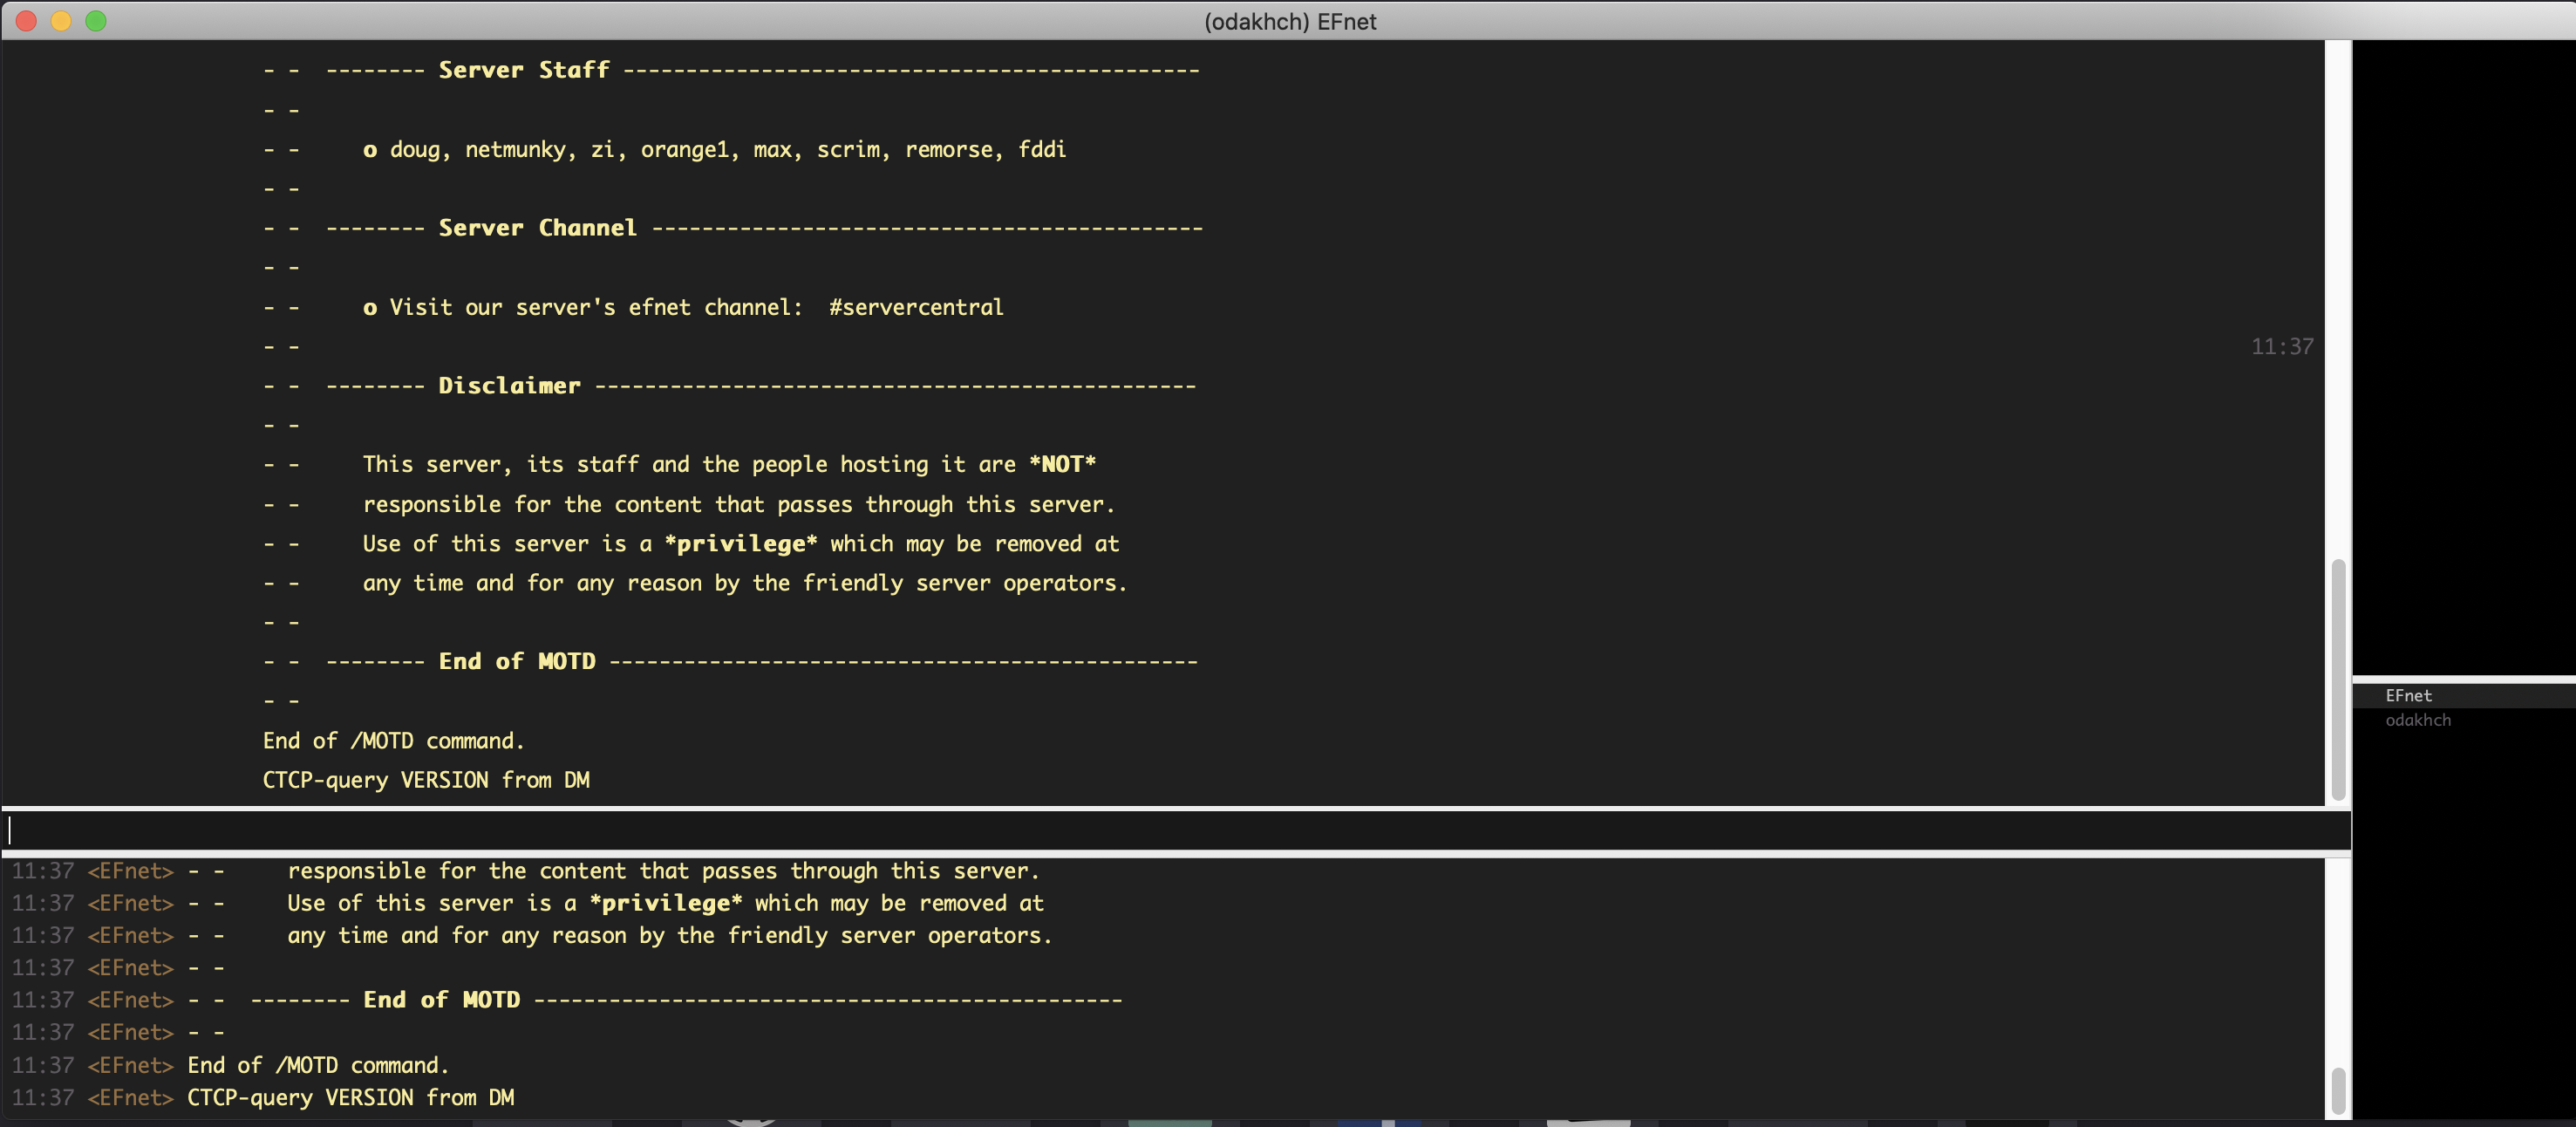 (odakhch) EFnet
- -  -------- Server Staff ----------------------------------------------
- -
- -     o doug, netmunky, zi, orange1, max, scrim, remorse, fddi
- -
- -  -------- Server Channel --------------------------------------------
- -
- -     o Visit our server's efnet channel:  #servercentral
- - 11:37
- -  -------- Disclaimer ------------------------------------------------
- -
- -     This server, its staff and the people hosting it are *NOT*
- -     responsible for the content that passes through this server.
- -     Use of this server is a *privilege* which may be removed at
- -     any time and for any reason by the friendly server operators.
- -
- -  -------- End of MOTD -----------------------------------------------
- -
End of /MOTD command.
CTCP-query VERSION from DM
EFnet
odakhch
11:37 <EFnet> - -     responsible for the content that passes through this server.
11:37 <EFnet> - -     Use of this server is a *privilege* which may be removed at
11:37 <EFnet> - -     any time and for any reason by the friendly server operators.
11:37 <EFnet> - -
11:37 <EFnet> - -  -------- End of MOTD -----------------------------------------------
11:37 <EFnet> - -
11:37 <EFnet> End of /MOTD command.
11:37 <EFnet> CTCP-query VERSION from DM